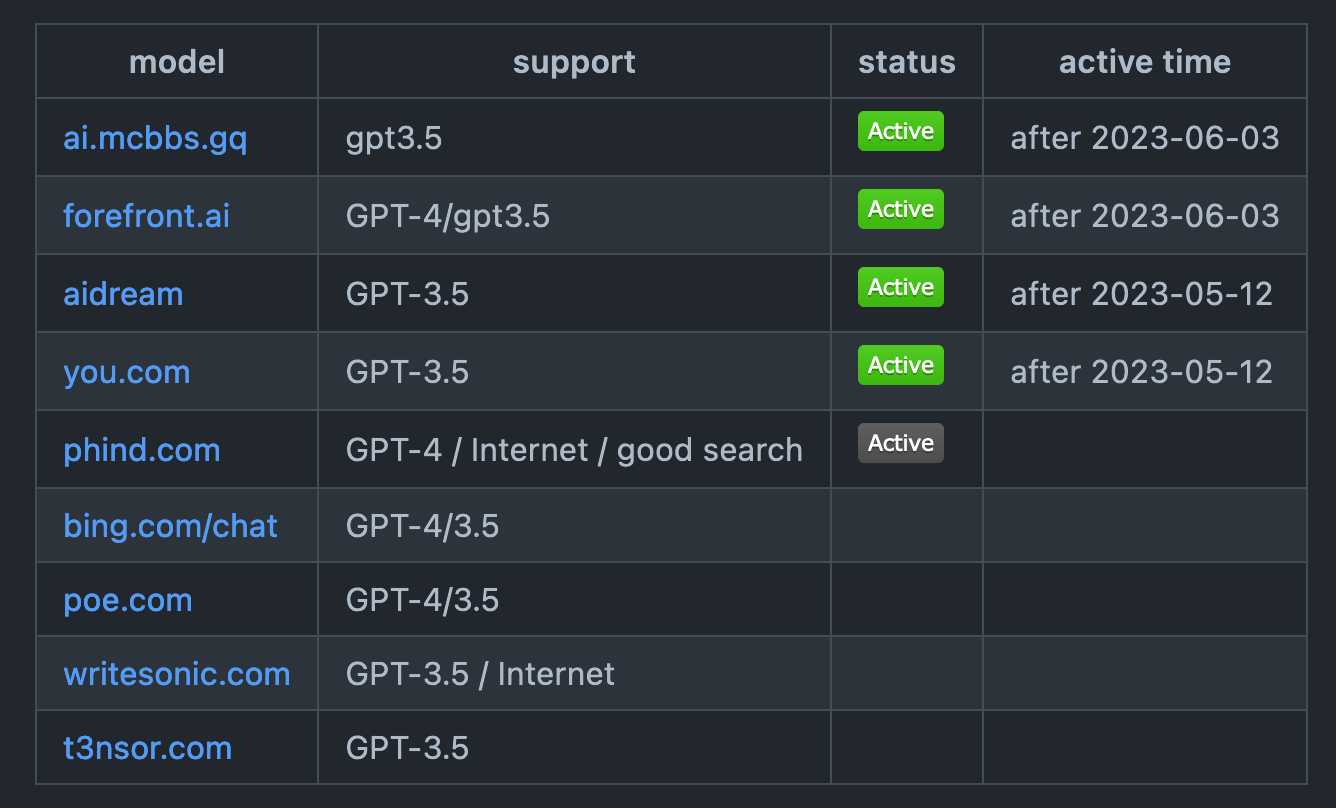 model support status active time
ai.mcbbs.gq gpt3.5 Active after 2023-06-03
forefront.ai GPT-4/gpt3.5 Active after 2023-06-03
aidream GPT-3.5 Active after 2023-05-12
you.com GPT-3.5 Active after 2023-05-12
phind.com GPT-4 / Internet / good search Active
bing.com/chat GPT-4/3.5
poe.com GPT-4/3.5
writesonic.com GPT-3.5 / Internet
t3nsor.com GPT-3.5